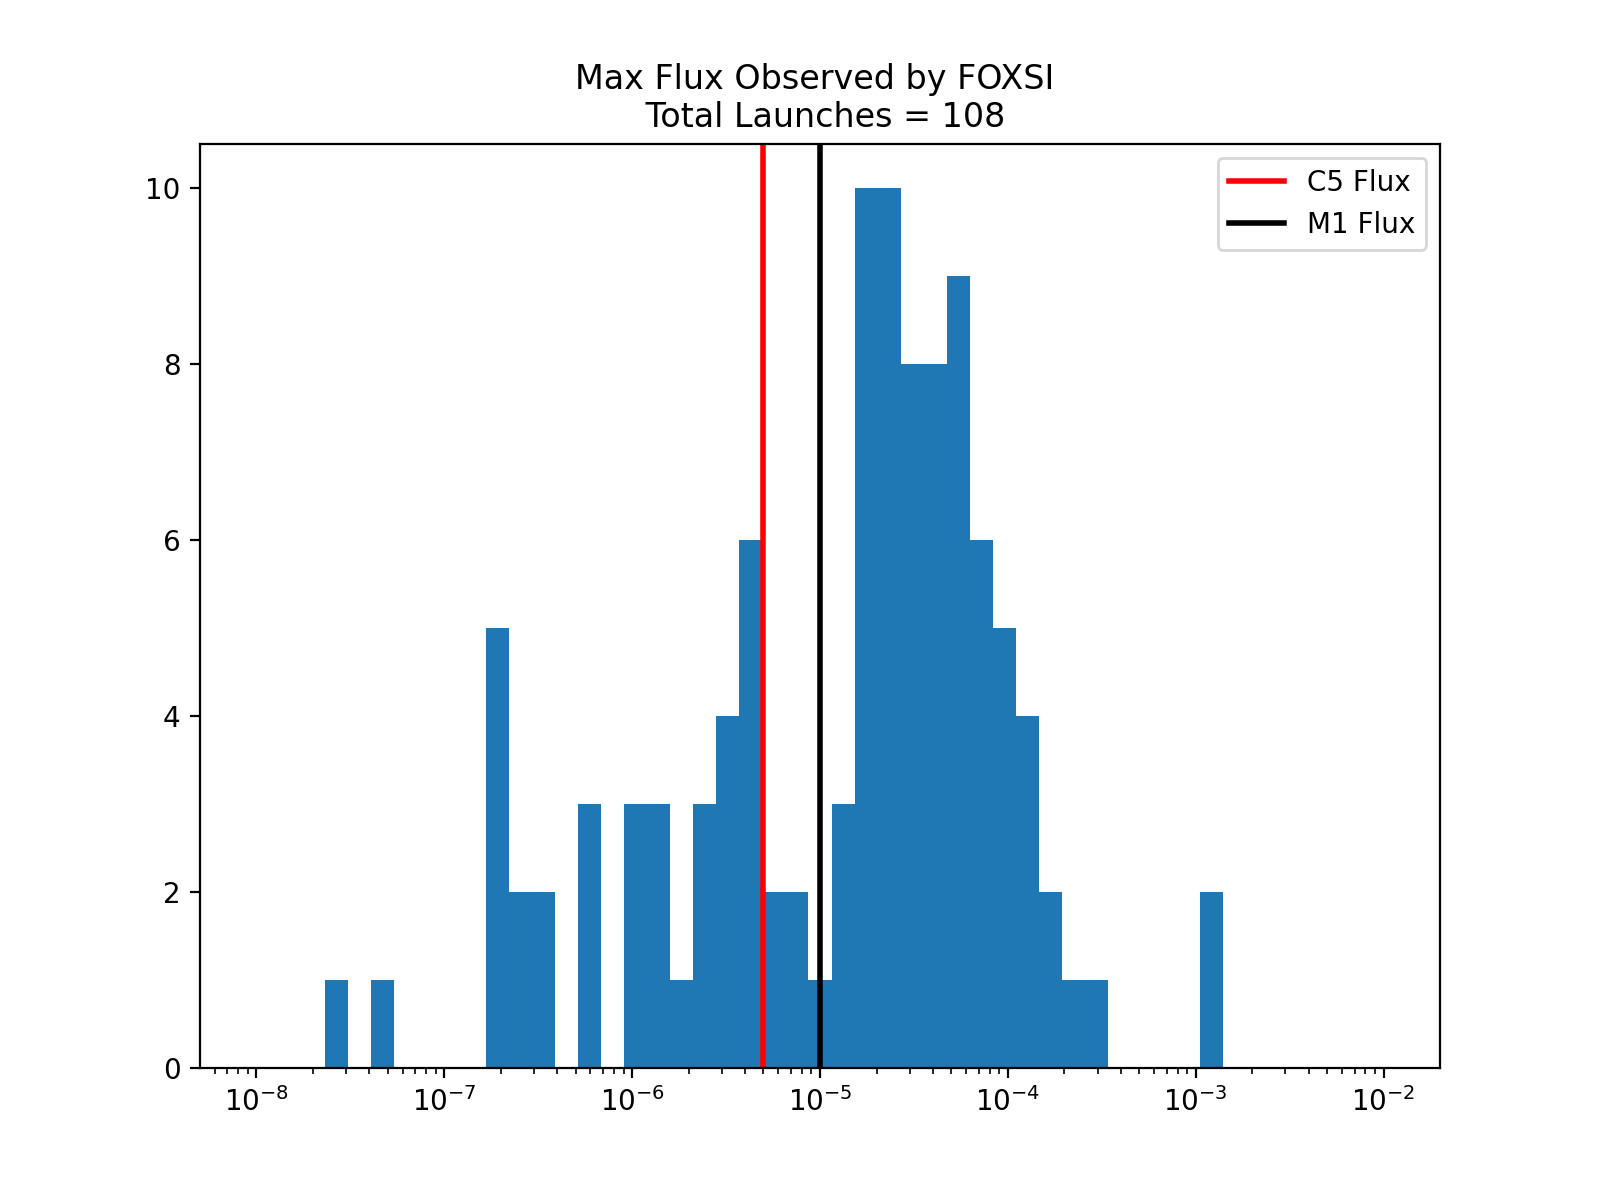 Max Flux Observed by FOXSI
Total Launches = 108
C5 Flux
M1 Flux
10
8
6
4
2
0
10⁻⁸ 10⁻⁷ 10⁻⁶ 10⁻⁵ 10⁻⁴ 10⁻³ 10⁻²